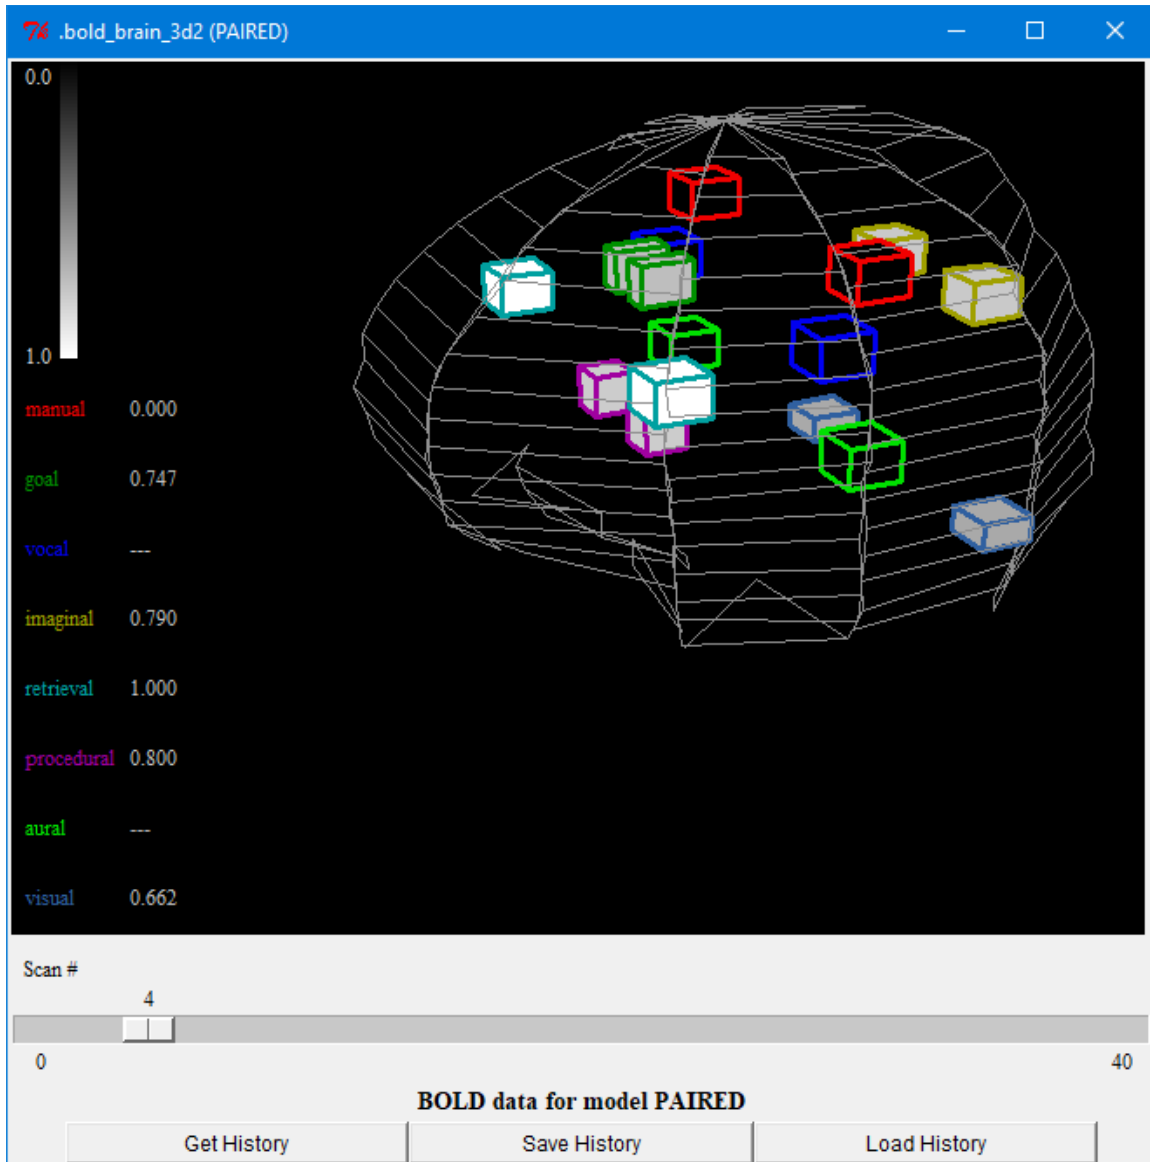 .bold_brain_3d2 (PAIRED)
0.0
1.0
manual 0.000
goal 0.747
vocal ---
imaginal 0.790
retrieval 1.000
procedural 0.800
aural ---
visual 0.662
Scan #
4
0 40
BOLD data for model PAIRED
Get History Save History Load History